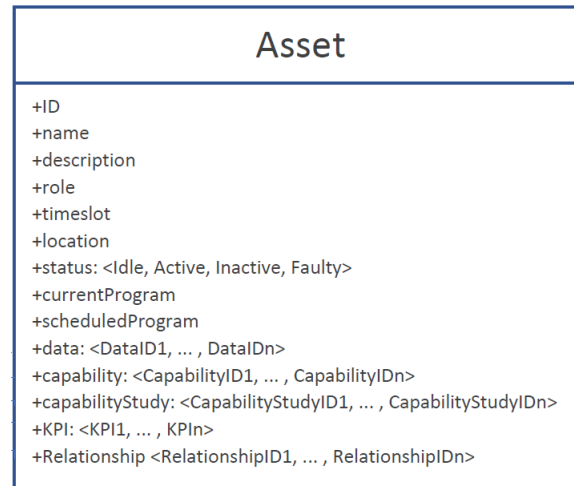 Asset
+ID
+name
+description
+role
+timeslot
+location
+status: <Idle, Active, Inactive, Faulty>
+currentProgram
+scheduledProgram
+data: <DataID1, ... , DataIDn>
+capability: <CapabilityID1, ... , CapabilityIDn>
+capabilityStudy: <CapabilityStudyID1, ... , CapabilityStudyIDn>
+KPI: <KPI1, ... , KPIn>
+Relationship <RelationshipID1, ... , RelationshipIDn>